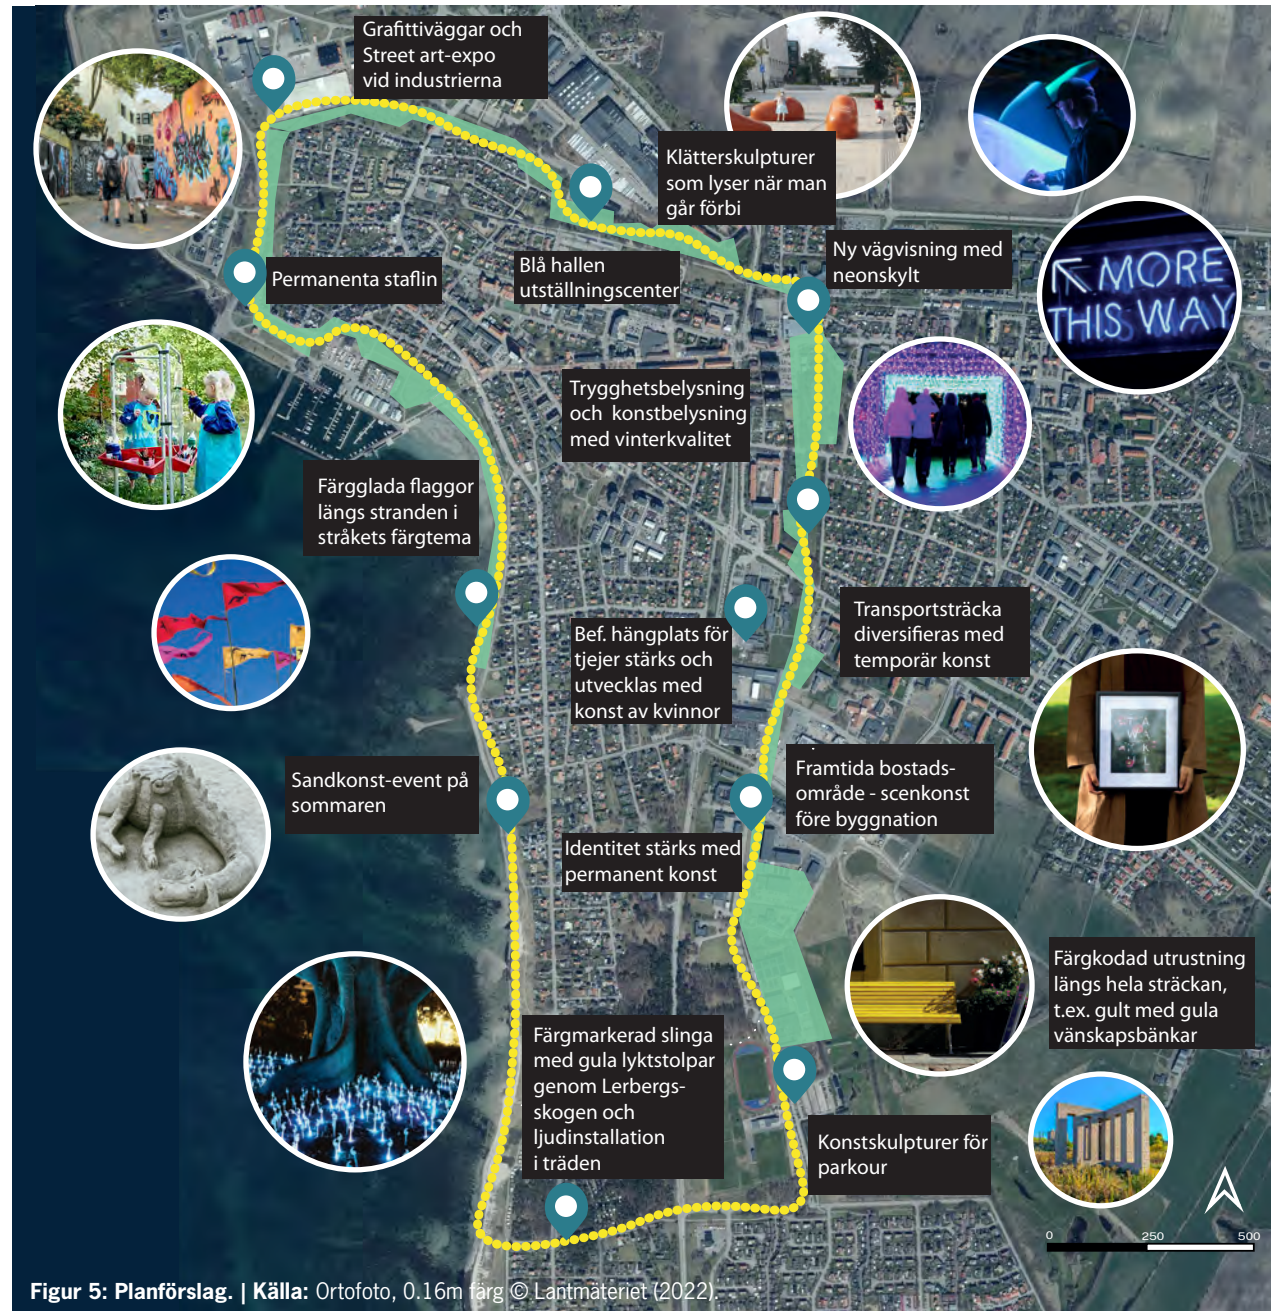 Grafittiväggar och
Street art-expo
vid industrierna
Klätterskulpturer
som lyser när man
går förbi
Ny vägvisning med
neonskylt
MORE
THIS WAY
Permanenta staflin
Blå hallen
utställningscenter
Trygghetsbelysning
och konstbelysning
med vinterkvalitet
Färgglada flaggor
längs stranden i
stråkets färgtema
Bef. hängplats för
tjejer stärks och
utvecklas med
konst av kvinnor
Transportsträcka
diversifieras med
temporär konst
Sandkonst-event på
sommaren
Framtida bostads-
område - scenkonst
före byggnation
Identitet stärks med
permanent konst
Färgkodad utrustning
längs hela sträckan,
t.ex. gult med gula
vänskapsbänkar
Färgmarkerad slinga
med gula lyktstolpar
genom Lerbergs-
skogen och
ljudinstallation
i träden
Konstskulpturer för
parkour
0 250 500
Figur 5: Planförslag. | Källa: Ortofoto, 0.16m färg © Lantmäteriet (2022).